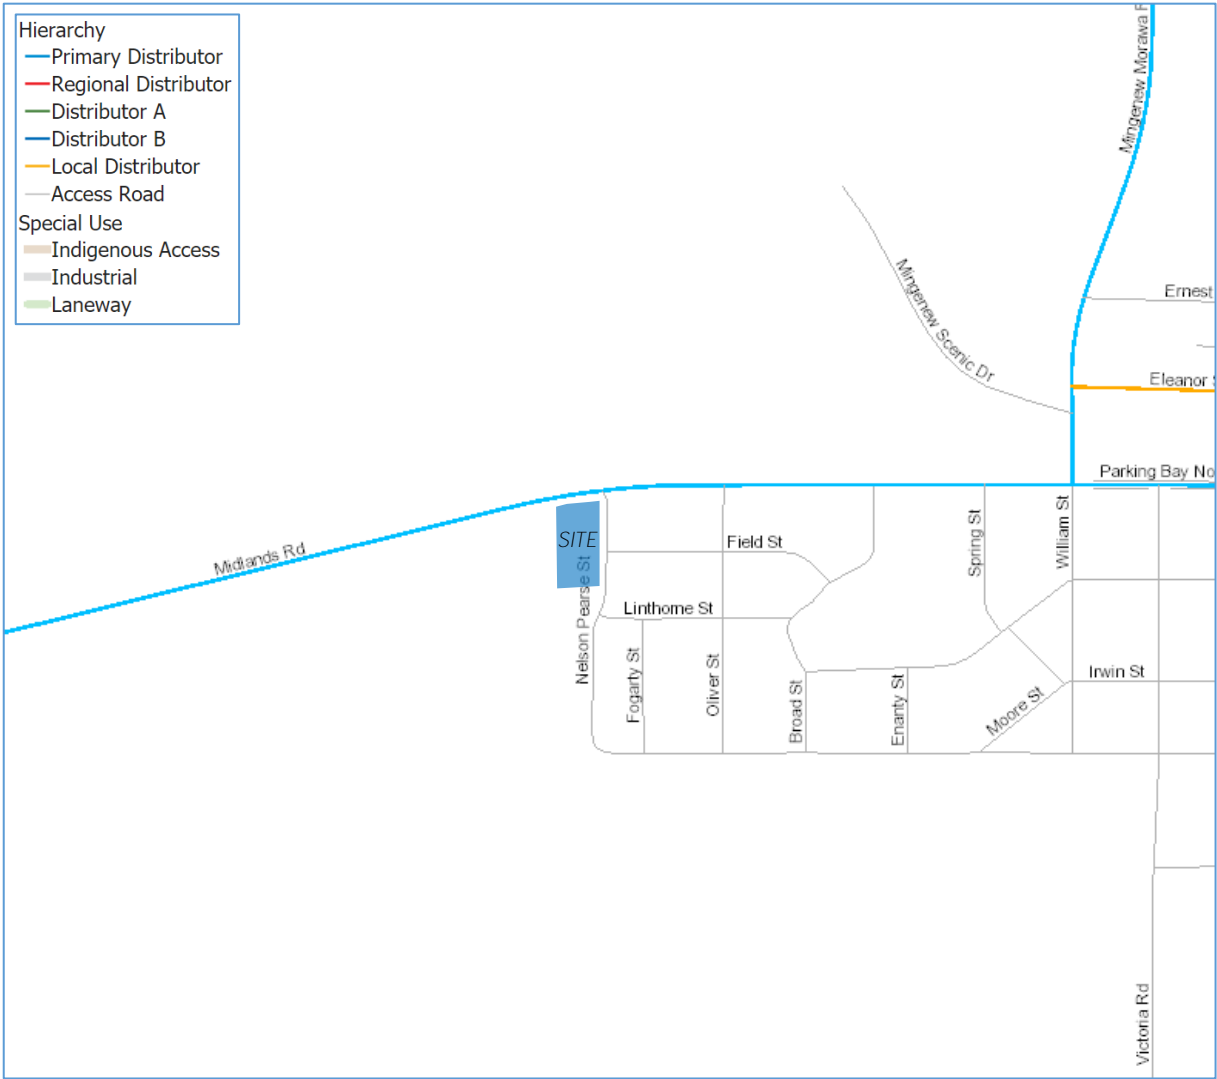 Hierarchy
Primary Distributor
Regional Distributor
Distributor A
Distributor B
Local Distributor
Access Road
Special Use
Indigenous Access
Industrial
Laneway
Mingenew Morawa R
Mingenew Scenic Dr
Ernest
Eleanor S
Parking Bay No
Midlands Rd
SITE
Nelson Pearse St
Field St
Spring St
William St
Linthorne St
Fogarty St
Oliver St
Broad St
Enanty St
Moore St
Irwin St
Victoria Rd